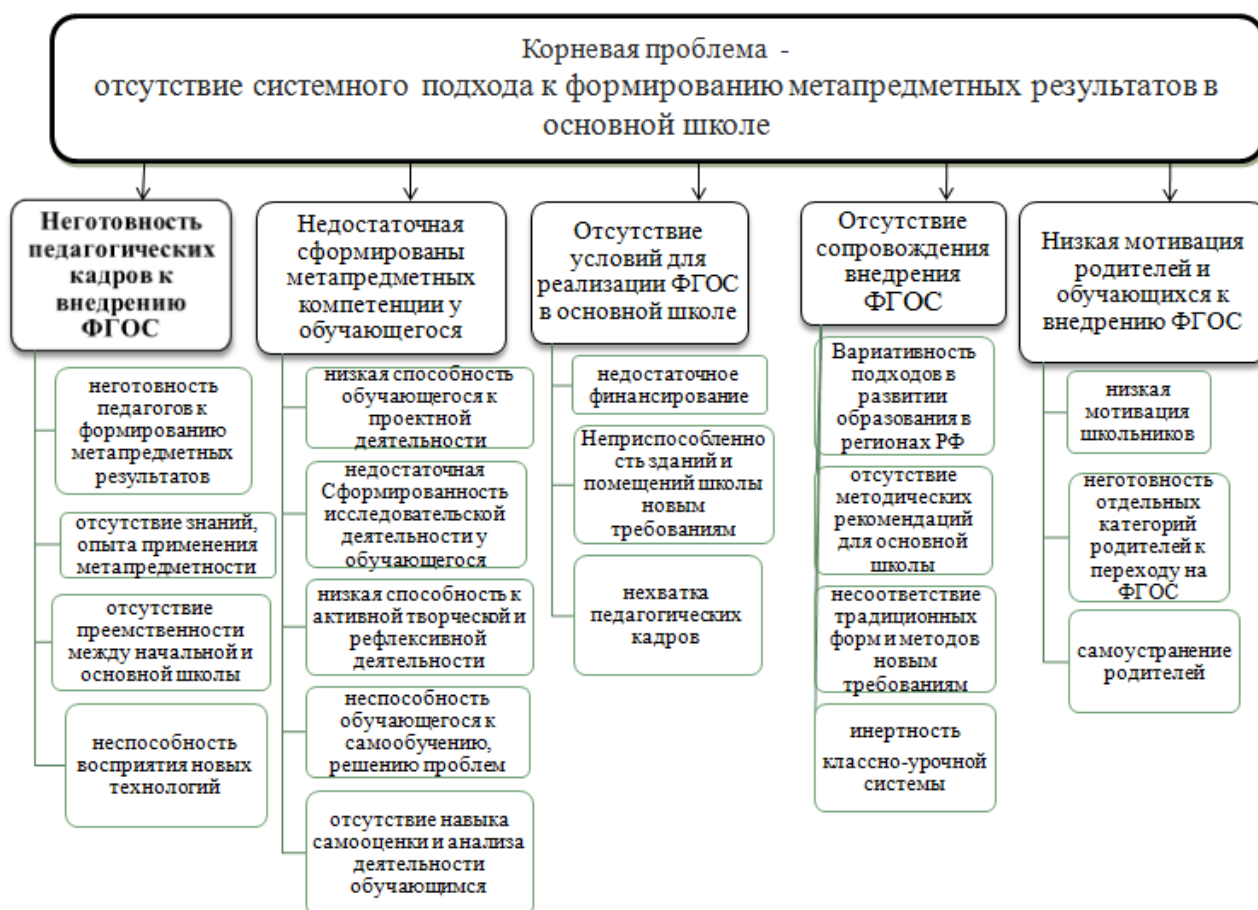 Корневая проблема -
отсутствие системного подхода к формированию метапредметных результатов в
основной школе
Неготовность
педагогических
кадров к
внедрению
ФГОС
неготовность
педагогов к
формированию
метапредметных
результатов
отсутствие знаний,
опыта применения
метапредметности
отсутствие
преемственности
между начальной и
основной школы
неспособность
восприятия новых
технологий
Недостаточная
сформированы
метапредметных
компетенции у
обучающегося
низкая способность
обучающегося к
проектной
деятельности
недостаточная
Сформированность
исследовательской
деятельности у
обучающегося
низкая способность к
активной творческой и
рефлексивной
деятельности
неспособность
обучающегося к
самообучению,
решению проблем
отсутствие навыка
самооценки и анализа
деятельности
обучающимся
Отсутствие
условий для
реализации ФГОС
в основной школе
недостаточное
финансирование
Неприспособленно
сть зданий и
помещений школы
новым
требованиям
нехватка
педагогических
кадров
Отсутствие
сопровождения
внедрения
ФГОС
Вариативность
подходов в
развитии
образования в
регионах РФ
отсутствие
методических
рекомендаций
для основной
школы
несоответствие
традиционных
форм и методов
новым
требованиям
инертность
классно-урочной
системы
Низкая мотивация
родителей и
обучающихся к
внедрению ФГОС
низкая
мотивация
школьников
неготовность
отдельных
категорий
родителей к
переходу на
ФГОС
самоустранение
родителей